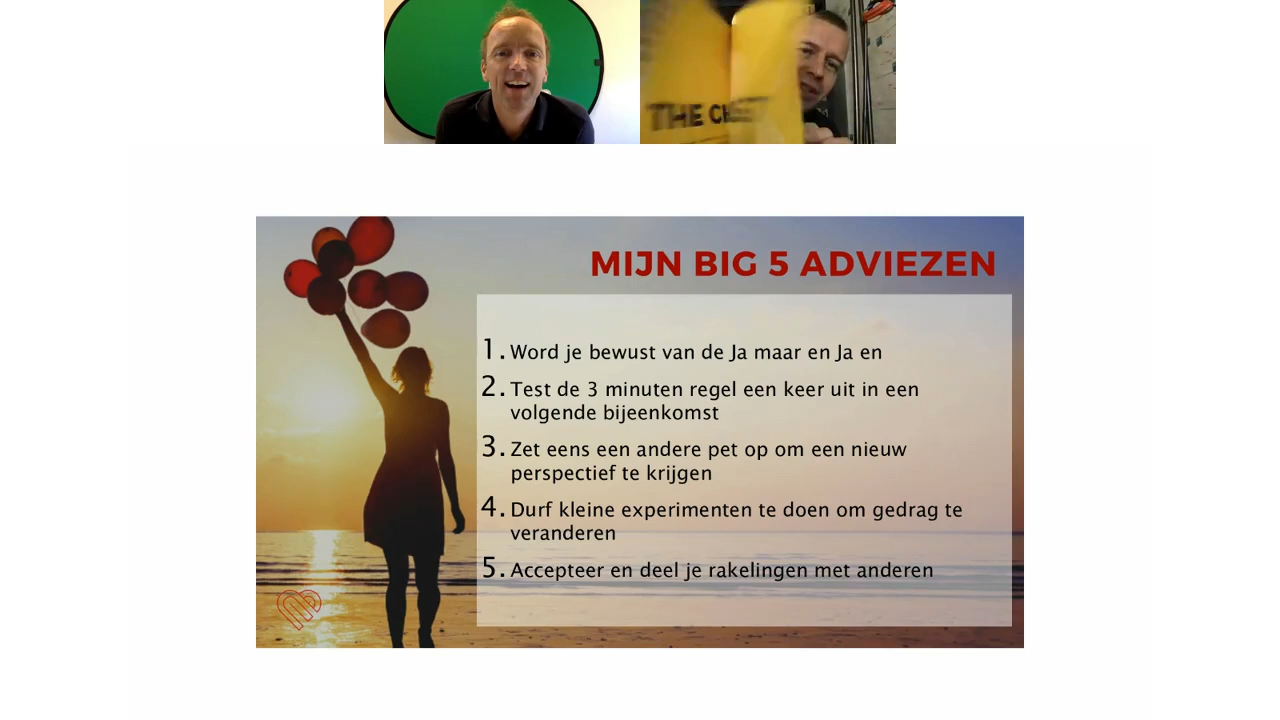 THE
MIJN BIG 5 ADVIEZEN
1. Word je bewust van de Ja maar en Ja en
2. Test de 3 minuten regel een keer uit in een
volgende bijeenkomst
3. Zet eens een andere pet op om een nieuw
perspectief te krijgen
4. Durf kleine experimenten te doen om gedrag te
veranderen
5. Accepteer en deel je rakelingen met anderen